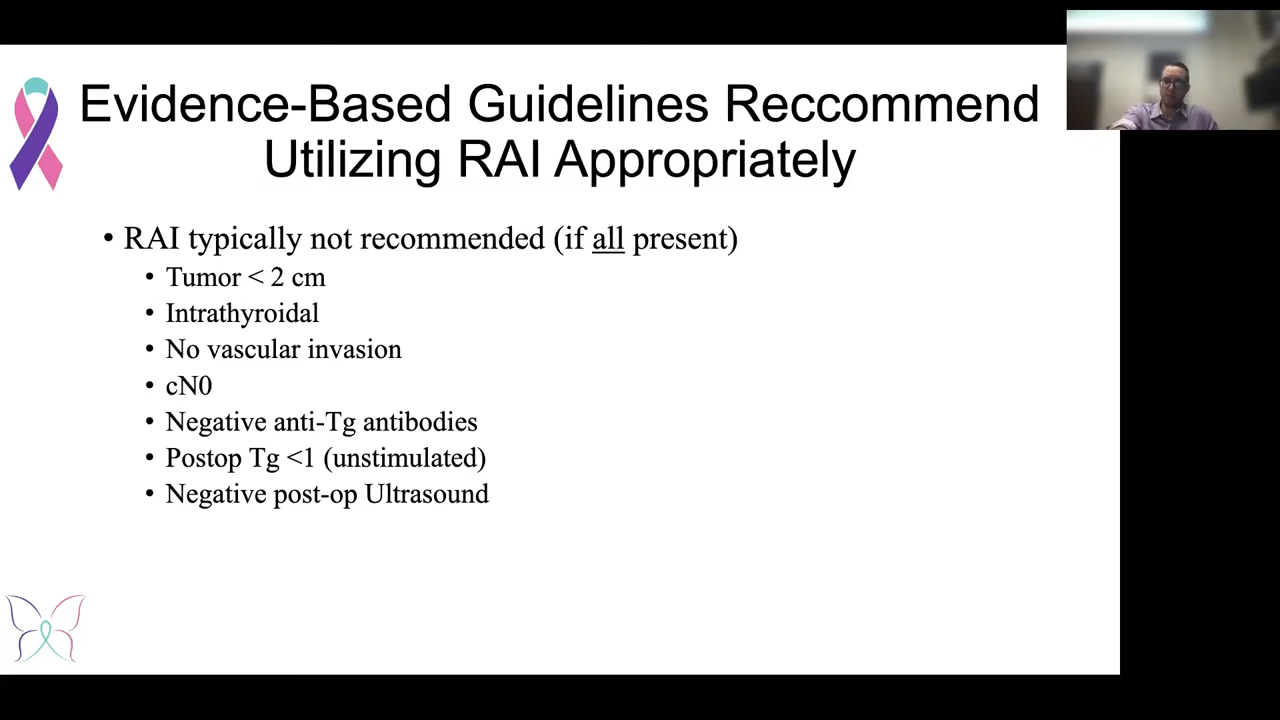 Evidence-Based Guidelines Reccommend
Utilizing RAI Appropriately
• RAI typically not recommended (if all present)
• Tumor < 2 cm
• Intrathyroidal
• No vascular invasion
• cN0
• Negative anti-Tg antibodies
• Postop Tg <1 (unstimulated)
• Negative post-op Ultrasound